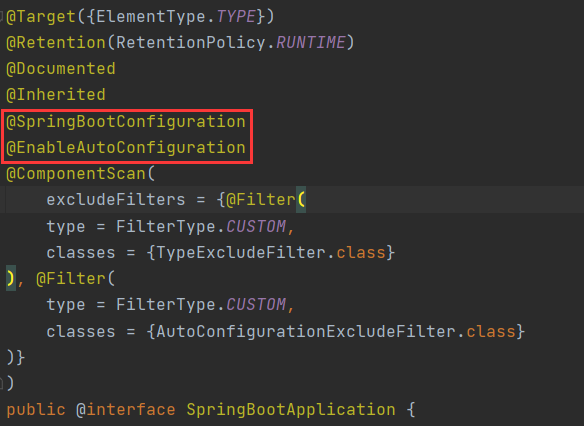 @Target({ElementType.TYPE})
@Retention(RetentionPolicy.RUNTIME)
@Documented
@Inherited
@SpringBootConfiguration
@EnableAutoConfiguration
@ComponentScan(
    excludeFilters = {@Filter(
    type = FilterType.CUSTOM,
    classes = {TypeExcludeFilter.class}
), @Filter(
    type = FilterType.CUSTOM,
    classes = {AutoConfigurationExcludeFilter.class}
)}
)
public @interface SpringBootApplication {